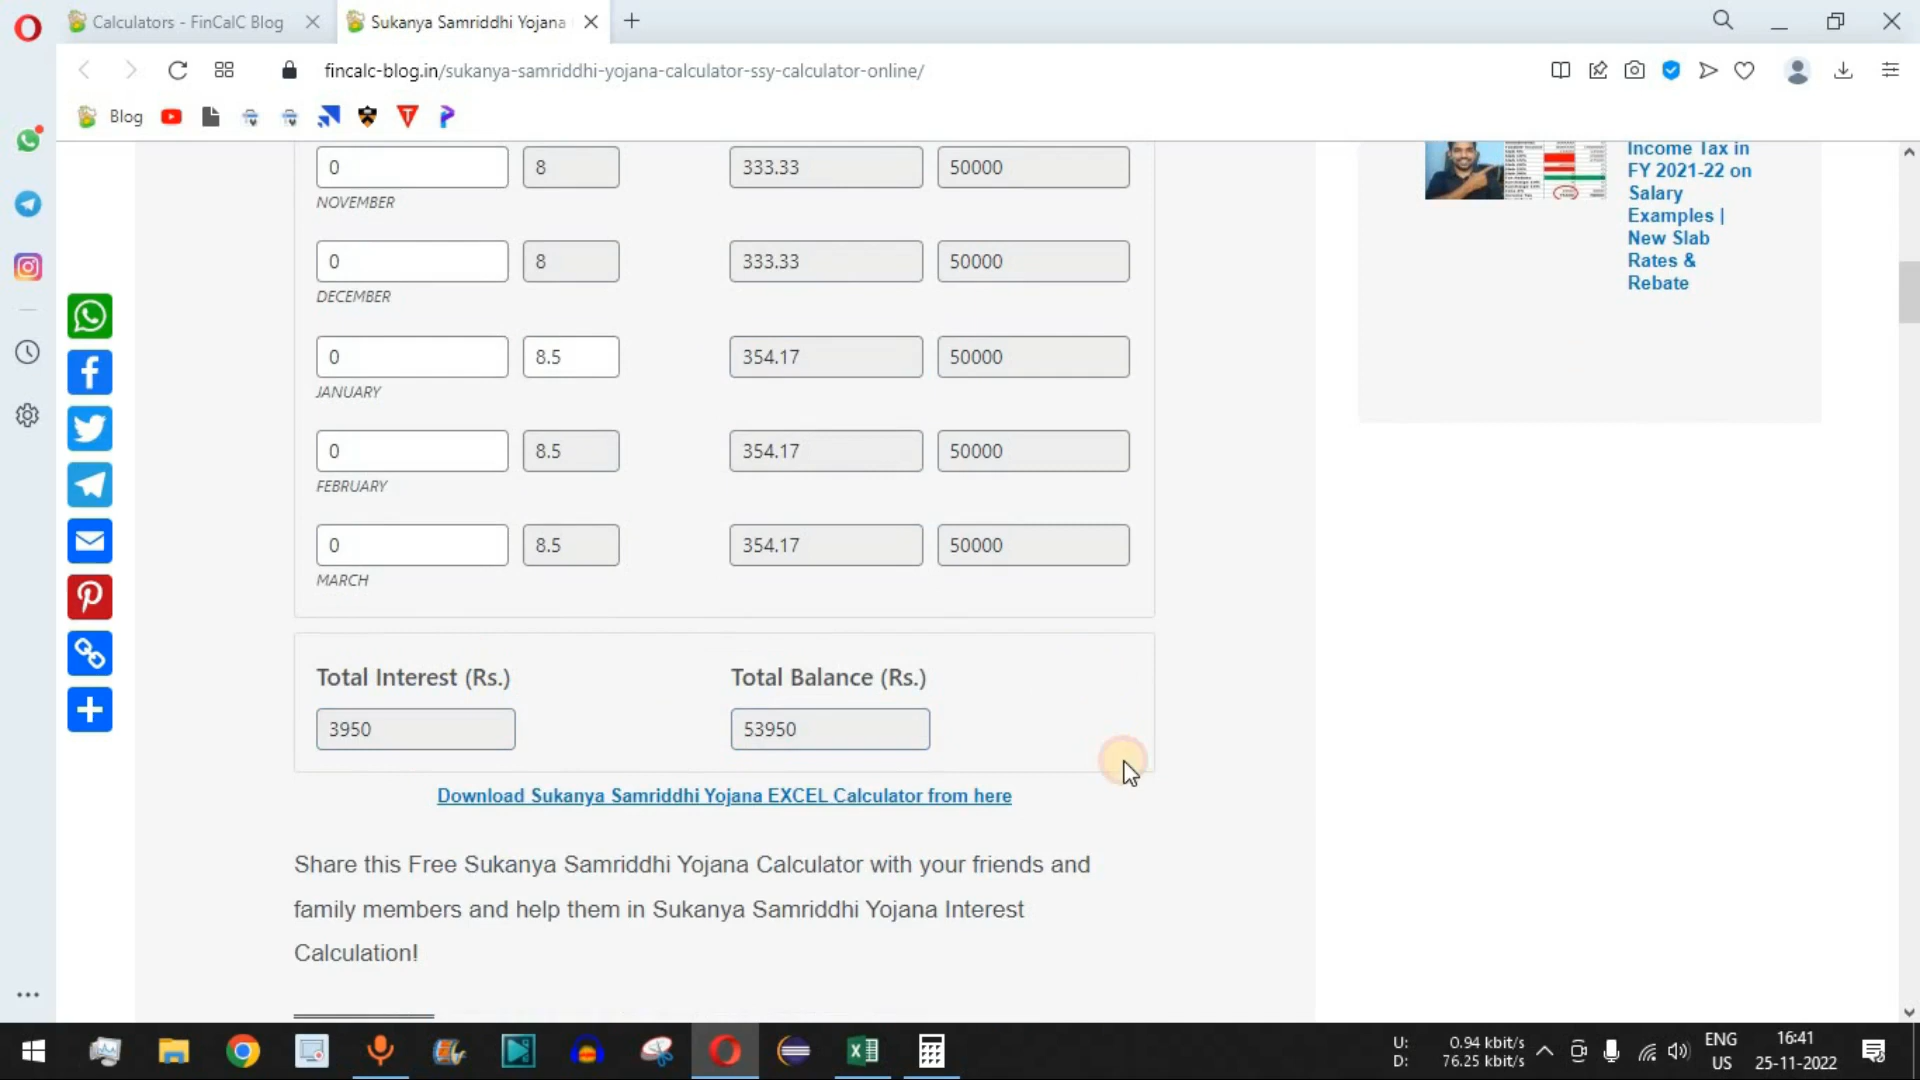 Calculators - FinCalC Blog
Sukanya Samriddhi Yojana
fincalc-blog.in/sukanya-samriddhi-yojana-calculator-ssy-calculator-online/
Blog
0 8 333.33 50000
NOVEMBER
0 8 333.33 50000
DECEMBER
0 8.5 354.17 50000
JANUARY
0 8.5 354.17 50000
FEBRUARY
0 8.5 354.17 50000
MARCH
Total Interest (Rs.) Total Balance (Rs.)
3950 53950
Download Sukanya Samriddhi Yojana EXCEL Calculator from here
Share this Free Sukanya Samriddhi Yojana Calculator with your friends and
family members and help them in Sukanya Samriddhi Yojana Interest
Calculation!
Income Tax in
FY 2021-22 on
Salary
Examples |
New Slab
Rates &
Rebate
U: 0.94 kbit/s
D: 76.25 kbit/s
ENG
US
16:41
25-11-2022